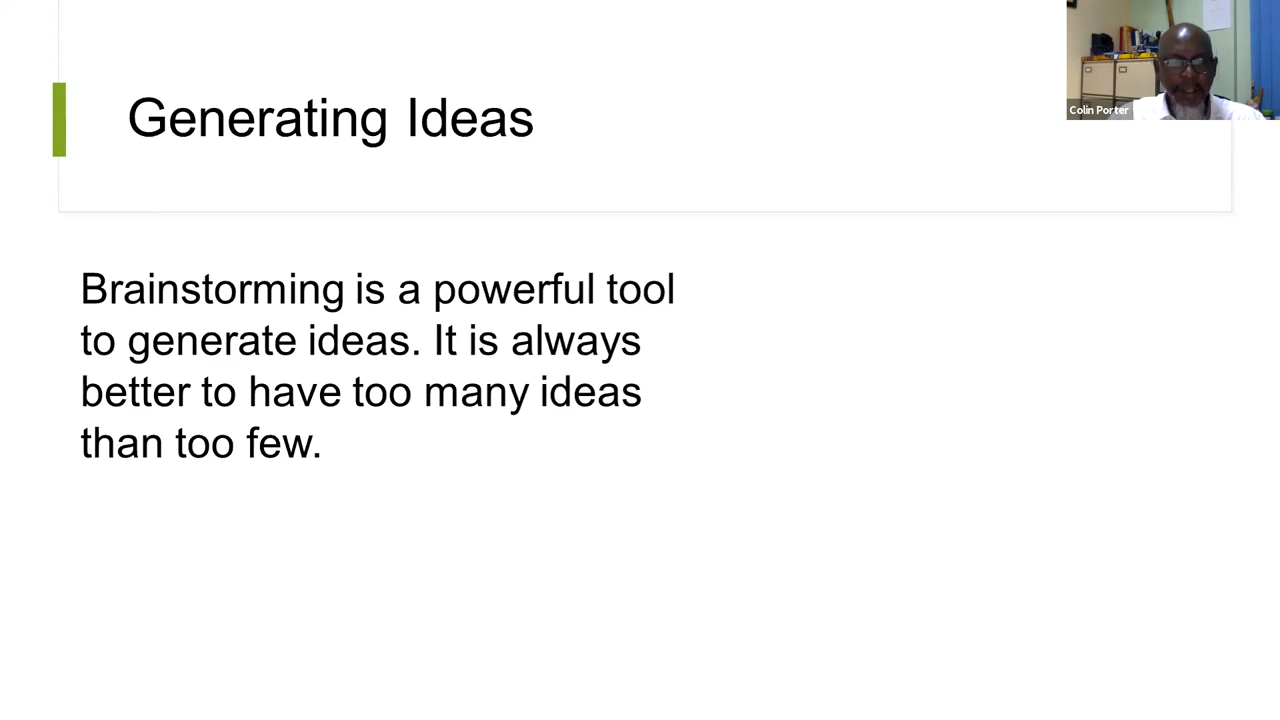 Generating Ideas
Colin Porter
Brainstorming is a powerful tool
to generate ideas. It is always
better to have too many ideas
than too few.